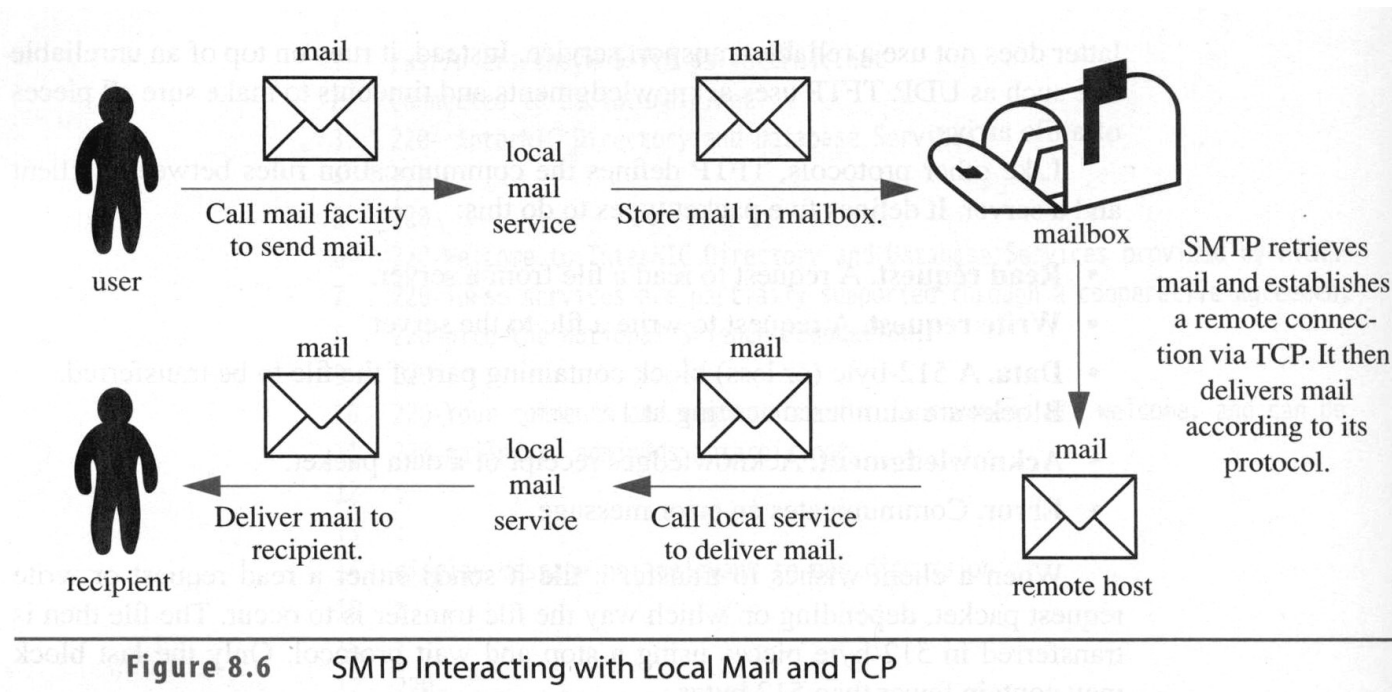 mail
mail
user
Call mail facility
to send mail.
local
mail
service
Store mail in mailbox.
mailbox
SMTP retrieves
mail and establishes
a remote connec-
tion via TCP. It then
delivers mail
according to its
protocol.
mail
mail
mail
recipient
Deliver mail to
recipient.
local
mail
service
Call local service
to deliver mail.
remote host
Figure 8.6 SMTP Interacting with Local Mail and TCP